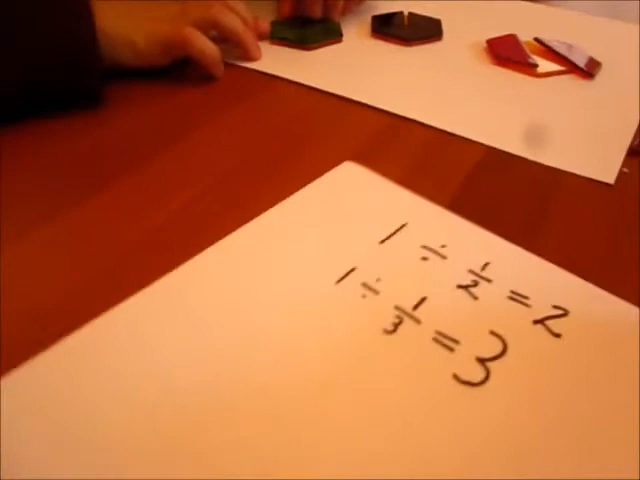 1 ÷ 1/2 = 2
1 ÷ 1/3 = 3